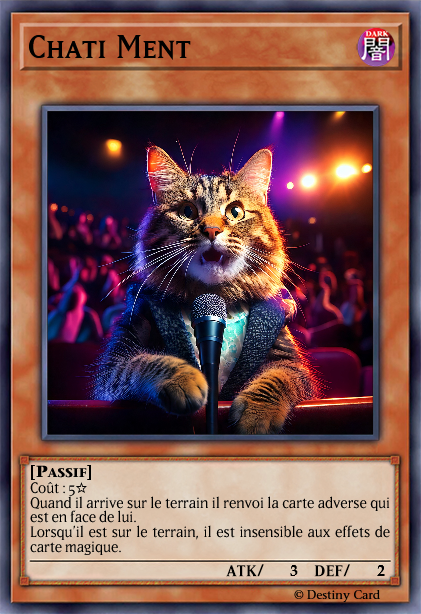 Chati Ment
DARK
闇
[Passif]
Coût : 5☆
Quand il arrive sur le terrain il renvoi la carte adverse qui
est en face de lui.
Lorsqu'il est sur le terrain, il est insensible aux effets de
carte magique.
ATK/ 3 DEF/ 2
© Destiny Card